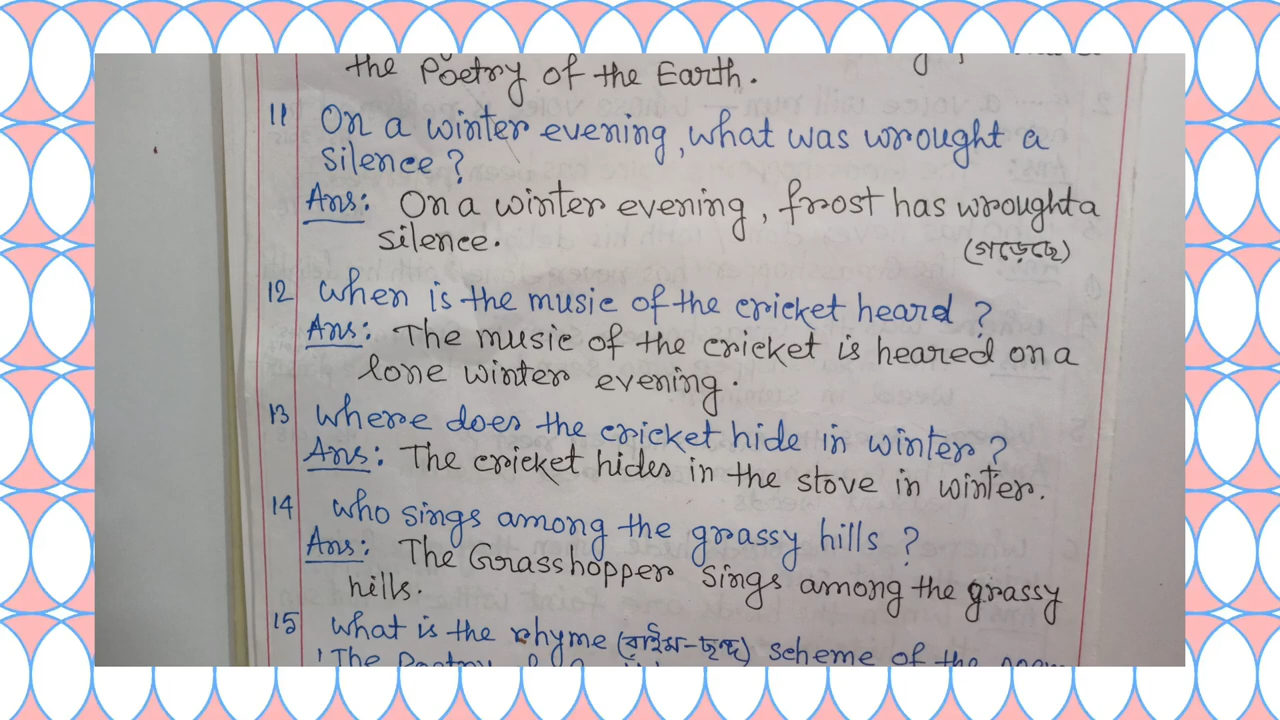 the Poetry of the Earth.
11 On a winter evening, what was wrought a
silence?
Ans: On a winter evening, frost has wrought a
silence. (গড়েছে)
12 When is the music of the cricket heard?
Ans: The music of the cricket is heared on a
lone winter evening.
13 Where does the cricket hide in winter?
Ans: The cricket hides in the stove in winter.
14 Who sings among the grassy hills?
Ans: The Grasshopper sings among the grassy
hills.
15 What is the rhyme (রাইম-ছন্দ) scheme of the poem
'The Poetry of